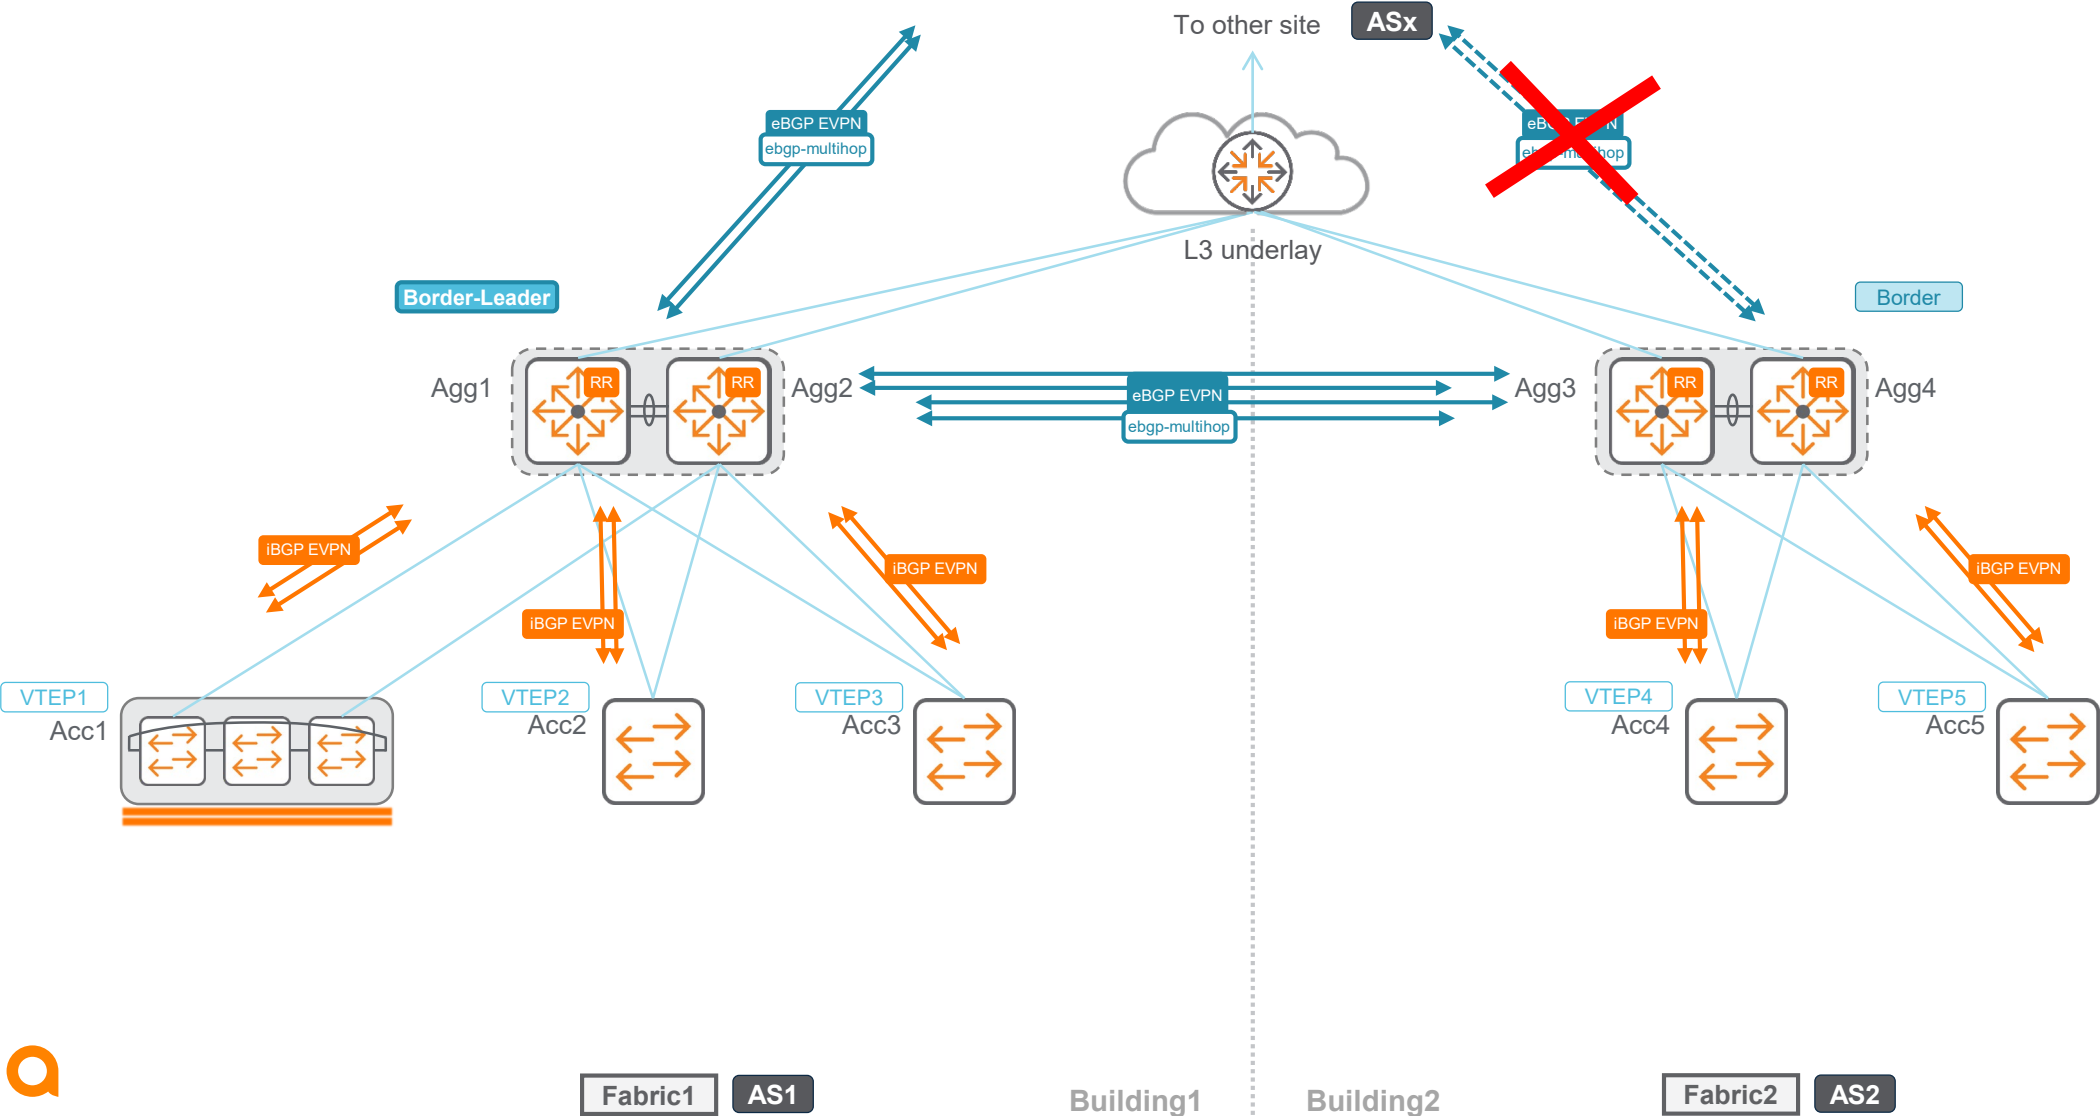 To other site
ASx
eBGP EVPN
ebgp-multihop
L3 underlay
Border-Leader
Border
Agg1
RR
RR
Agg2
eBGP EVPN
ebgp-multihop
Agg3
RR
RR
Agg4
iBGP EVPN
iBGP EVPN
iBGP EVPN
iBGP EVPN
iBGP EVPN
VTEP1
Acc1
VTEP2
Acc2
VTEP3
Acc3
VTEP4
Acc4
VTEP5
Acc5
Fabric1
AS1
Building1
Building2
Fabric2
AS2